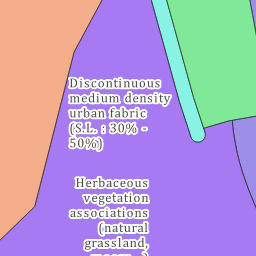 Discontinuous
medium density
urban fabric
(S.L. : 30% -
50%)
Herbaceous
vegetation
associations
(natural
grassland,